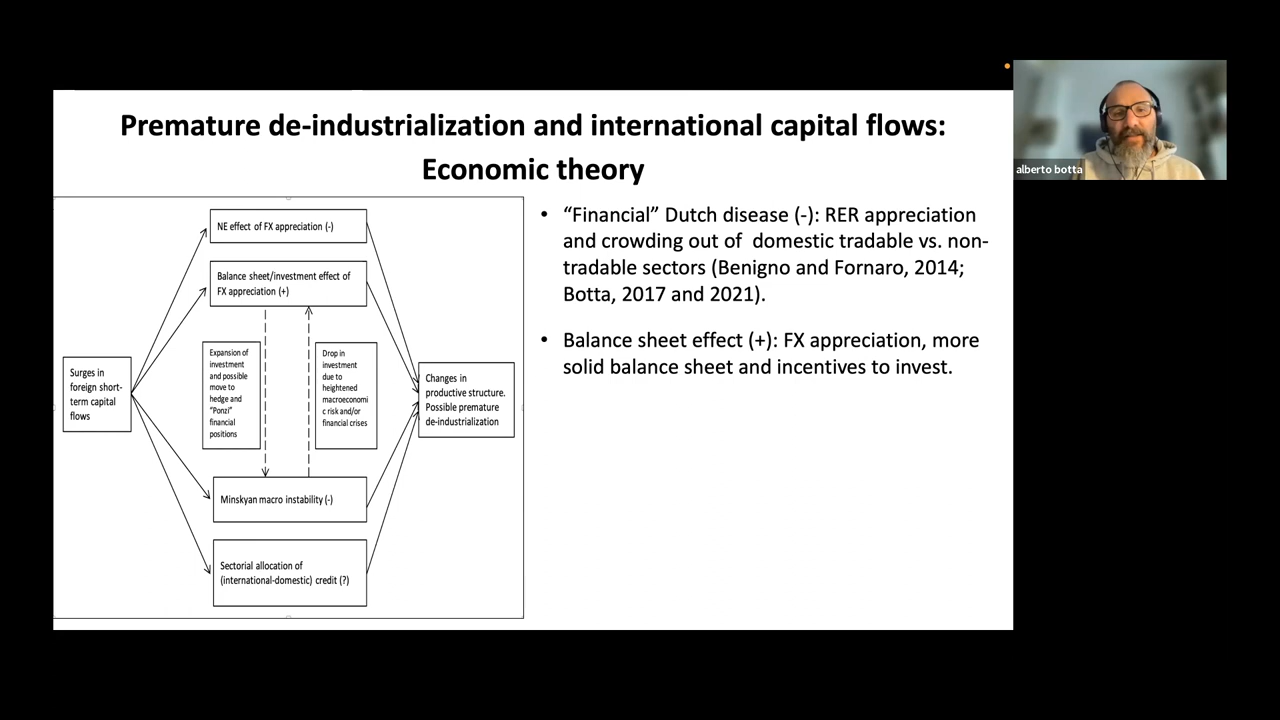 Premature de-industrialization and international capital flows:
Economic theory
alberto botta
NE effect of FX appreciation (-)
Balance sheet/investment effect of
FX appreciation (+)
Expansion of
investment
and possible
move to
hedge and
"Ponzi"
financial
positions
Drop in
investment
due to
heightened
macroeconomi
c risk and/or
financial crises
Surges in
foreign short-
term capital
flows
Changes in
productive structure.
Possible premature
de-industrialization
Minskyan macro instability (-)
Sectorial allocation of
(international-domestic) credit (?)
• “Financial” Dutch disease (-): RER appreciation
and crowding out of domestic tradable vs. non-
tradable sectors (Benigno and Fornaro, 2014;
Botta, 2017 and 2021).
• Balance sheet effect (+): FX appreciation, more
solid balance sheet and incentives to invest.